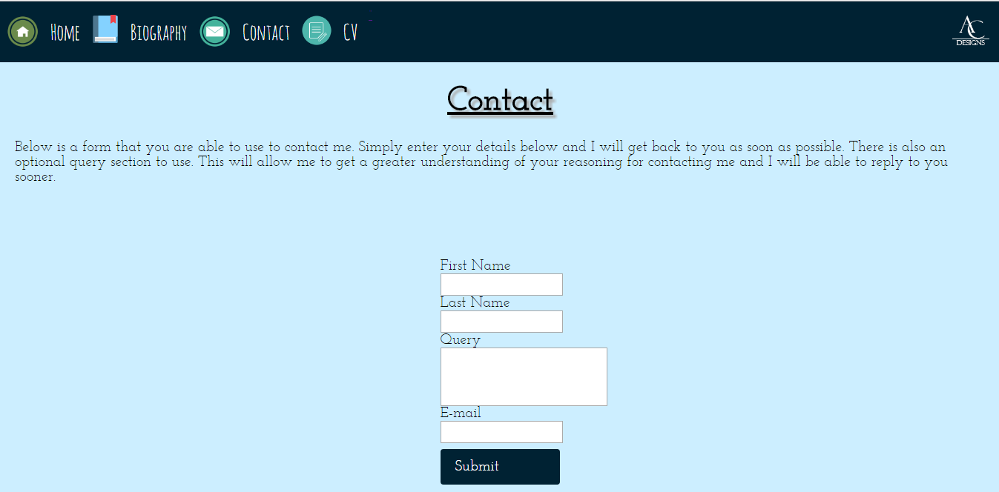 Home Biography Contact CV
AC
DESIGNS
Contact
Below is a form that you are able to use to contact me. Simply enter your details below and I will get back to you as soon as possible. There is also an
optional query section to use. This will allow me to get a greater understanding of your reasoning for contacting me and I will be able to reply to you
sooner.
First Name
Last Name
Query
E-mail
Submit